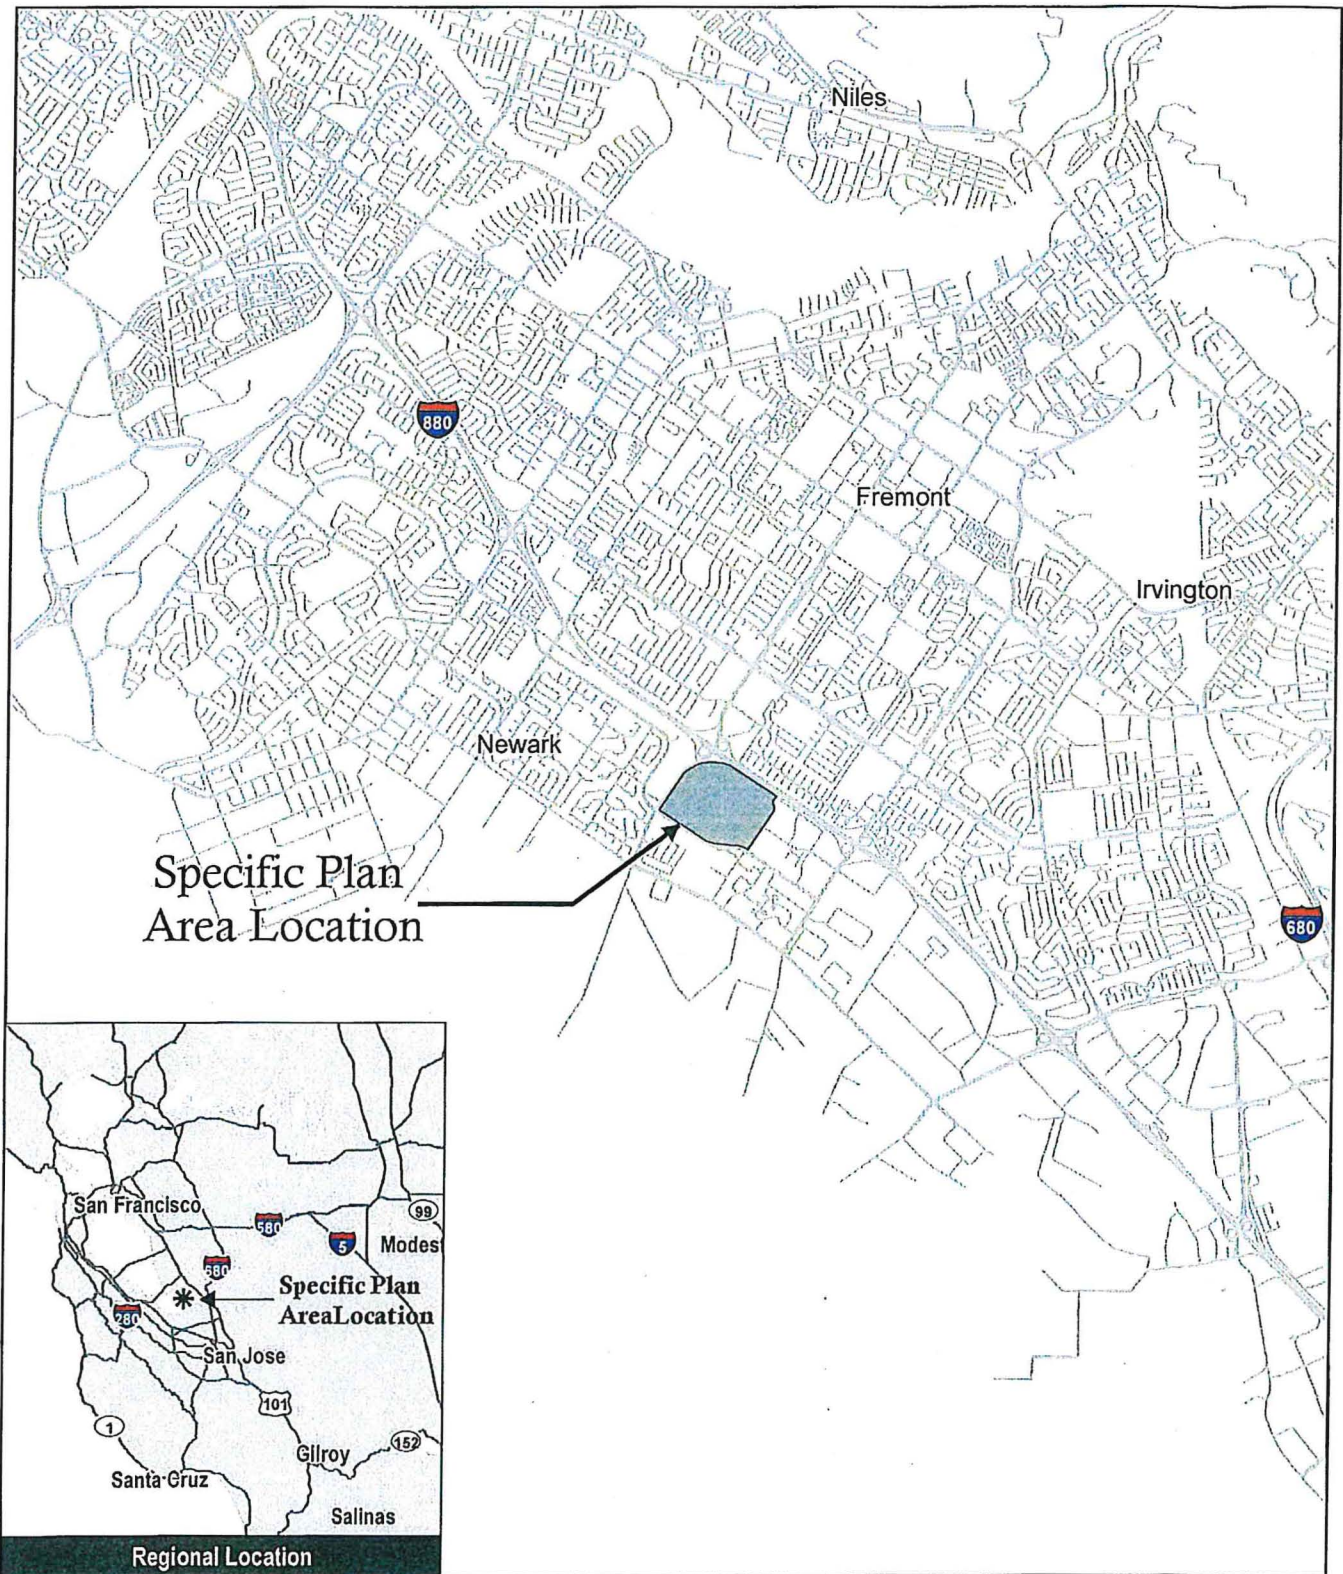 Niles
880
Fremont
Irvington
Newark
Specific Plan
Area Location
680
San Francisco
580
99
5
Modest
680
Specific Plan
AreaLocation
280
San Jose
101
1
Gilroy
152
Santa Cruz
Salinas
Regional Location